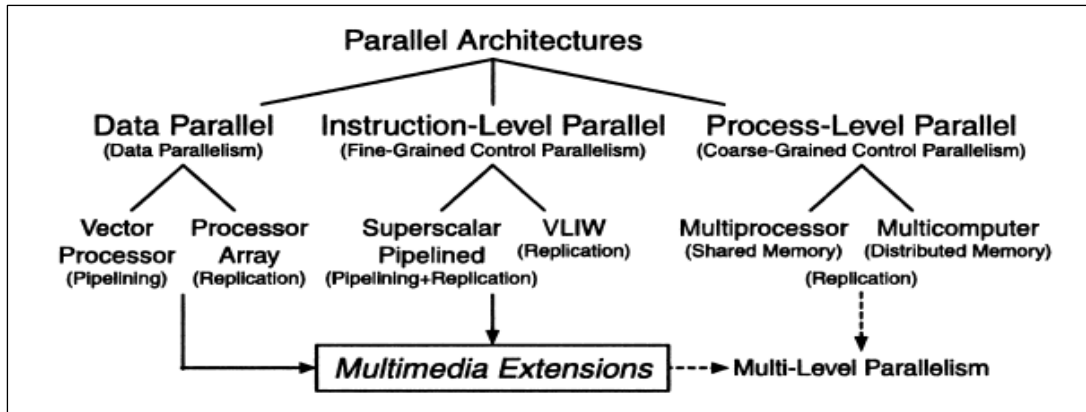 Parallel Architectures
Data Parallel
(Data Parallelism)
Instruction-Level Parallel
(Fine-Grained Control Parallelism)
Process-Level Parallel
(Coarse-Grained Control Parallelism)
Vector
Processor
(Pipelining)
Processor
Array
(Replication)
Superscalar
Pipelined
(Pipelining+Replication)
VLIW
(Replication)
Multiprocessor
(Shared Memory)
Multicomputer
(Distributed Memory)
(Replication)
Multimedia Extensions
Multi-Level Parallelism